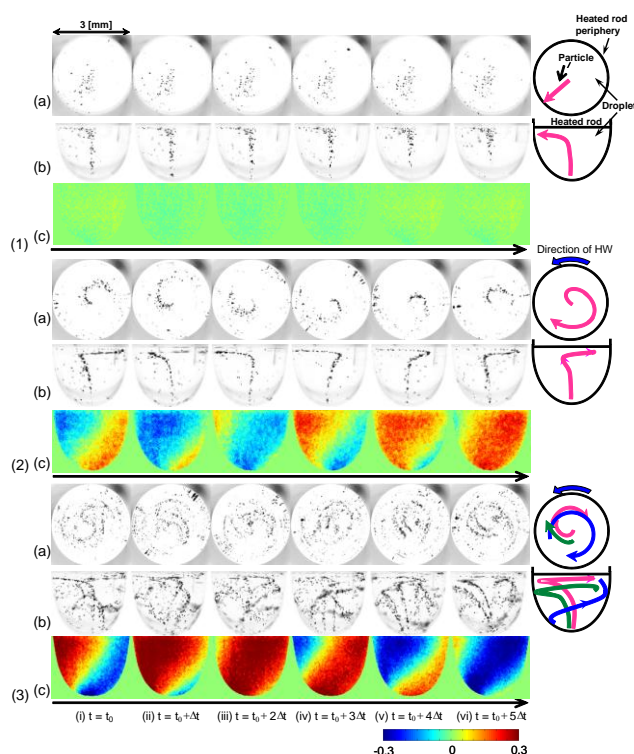 3 [mm]
Heated rod
periphery
Particle
(a)
Droplet
Heated rod
(b)
(c)
(1)
Direction of HW
(a)
(b)
(2) (c)
(a)
(b)
(3) (c)
(i) t = t₀ (ii) t = t₀+Δt (iii) t = t₀+2Δt (iv) t = t₀+3Δt (v) t = t₀+4Δt (vi) t = t₀+5Δt
-0.3 0 0.3